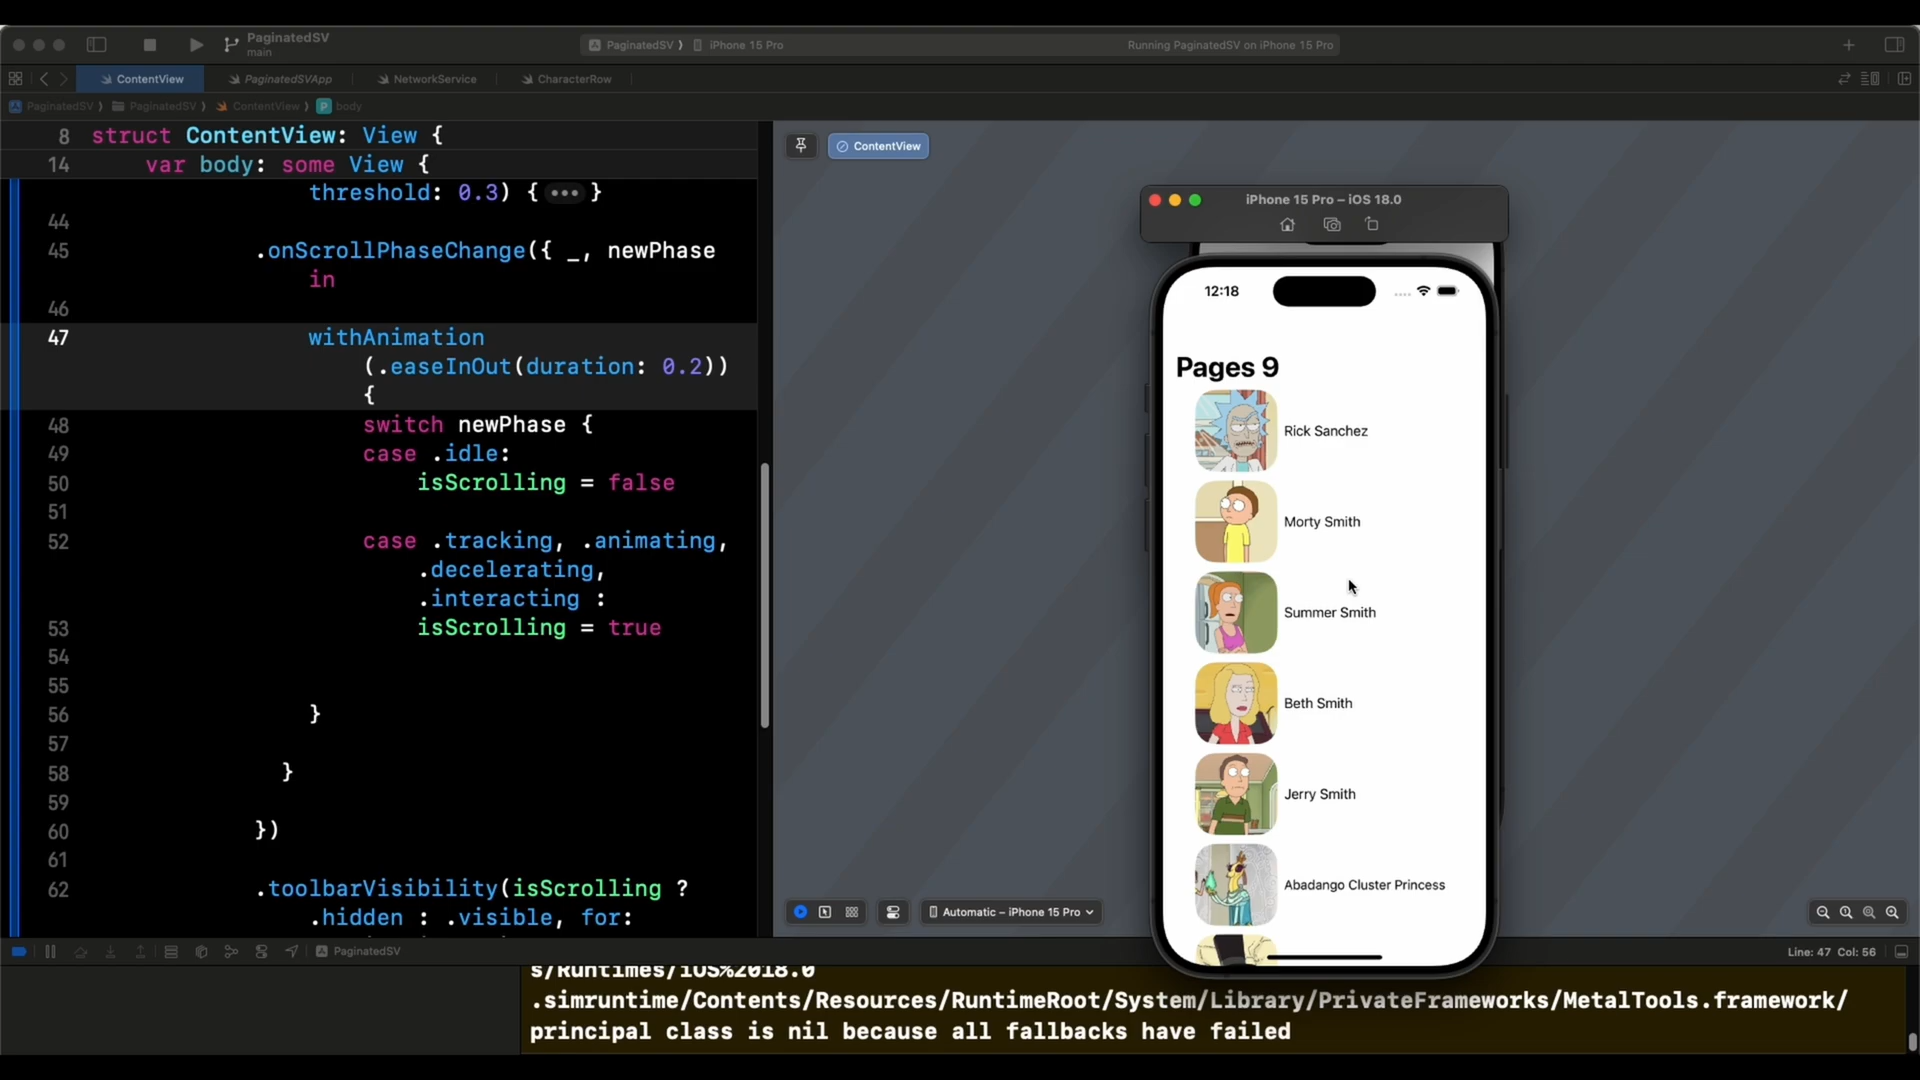 PaginatedSV
main
PaginatedSV ⟩ iPhone 15 Pro
Running PaginatedSV on iPhone 15 Pro
ContentView
PaginatedSVApp
NetworkService
CharacterRow
PaginatedSV ⟩ PaginatedSV ⟩ ContentView ⟩ P body
8 struct ContentView: View {
14 var body: some View {
threshold: 0.3) { ••• }
44
45 .onScrollPhaseChange({ _, newPhase
in
46
47 withAnimation
(.easeInOut(duration: 0.2))
{
48 switch newPhase {
49 case .idle:
50 isScrolling = false
51
52 case .tracking, .animating,
.decelerating,
.interacting :
53 isScrolling = true
54
55
56 }
57
58 }
59
60 })
61
62 .toolbarVisibility(isScrolling ?
.hidden : .visible, for:
ContentView
iPhone 15 Pro – iOS 18.0
12:18
Pages 9
Rick Sanchez
Morty Smith
Summer Smith
Beth Smith
Jerry Smith
Abadango Cluster Princess
Automatic – iPhone 15 Pro
PaginatedSV
Line: 47 Col: 56
s/Runtimes/iOS%2018.0
.simruntime/Contents/Resources/RuntimeRoot/System/Library/PrivateFrameworks/MetalTools.framework/
principal class is nil because all fallbacks have failed